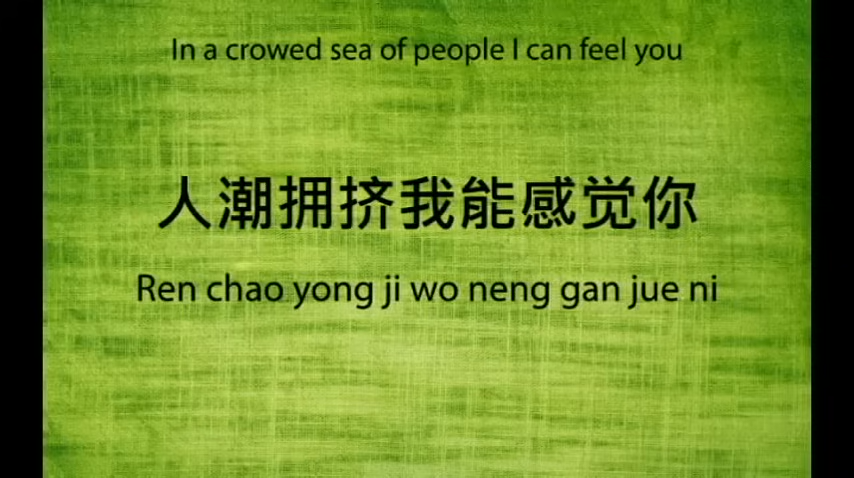 In a crowed sea of people I can feel you
人潮拥挤我能感觉你
Ren chao yong ji wo neng gan jue ni